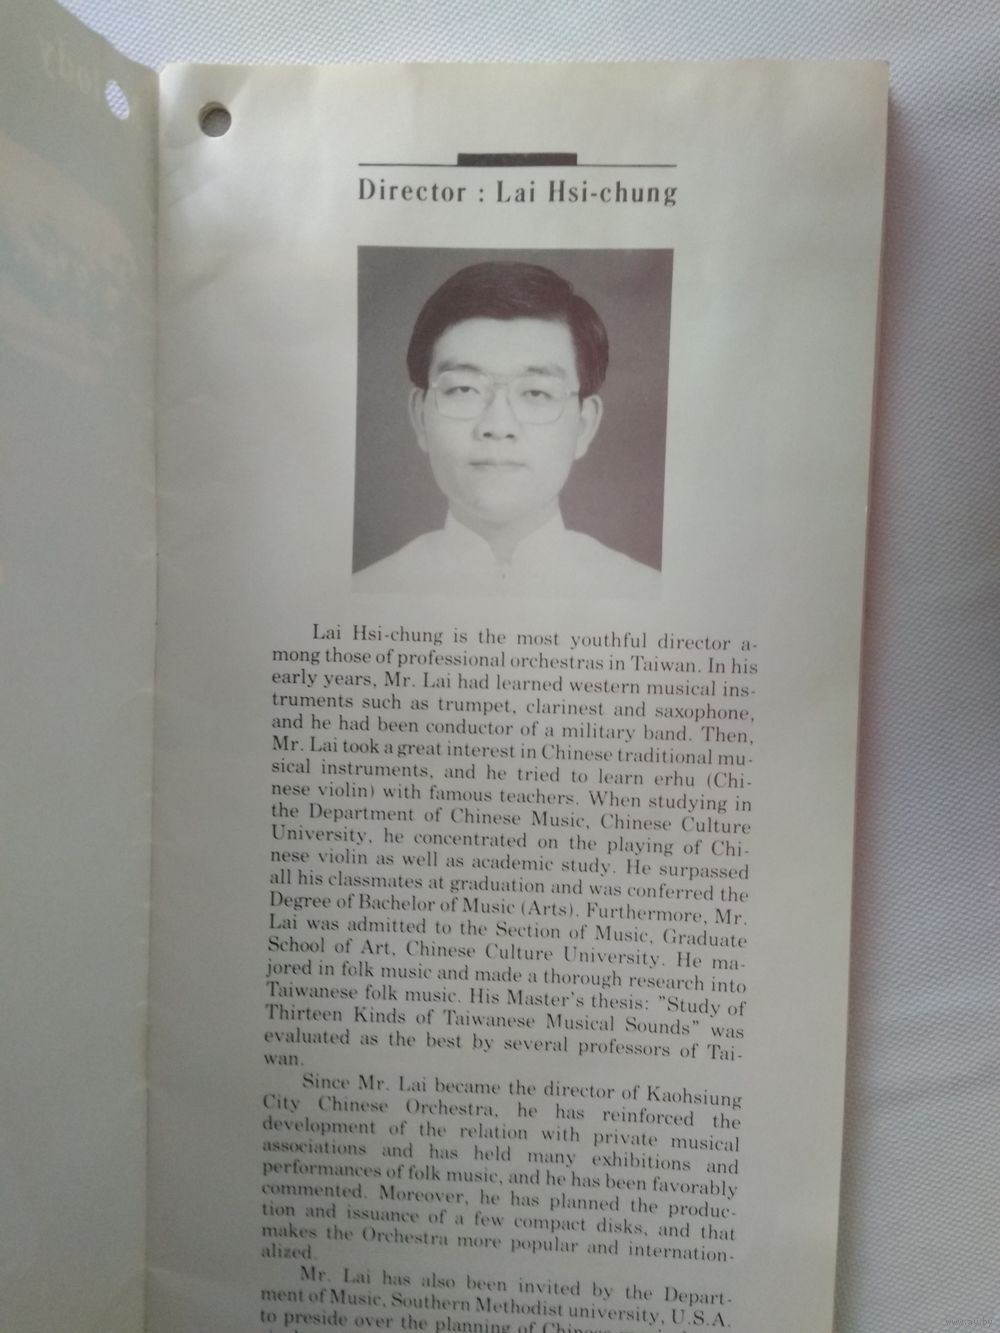 Director : Lai Hsi-chung
Lai Hsi-chung is the most youthful director a-
mong those of professional orchestras in Taiwan. In his
early years, Mr. Lai had learned western musical ins-
truments such as trumpet, clarinest and saxophone,
and he had been conductor of a military band. Then,
Mr. Lai took a great interest in Chinese traditional mu-
sical instruments, and he tried to learn erhu (Chi-
nese violin) with famous teachers. When studying in
the Department of Chinese Music, Chinese Culture
University, he concentrated on the playing of Chi-
nese violin as well as academic study. He surpassed
all his classmates at graduation and was conferred the
Degree of Bachelor of Music (Arts). Furthermore, Mr.
Lai was admitted to the Section of Music, Graduate
School of Art, Chinese Culture University. He ma-
jored in folk music and made a thorough research into
Taiwanese folk music. His Master's thesis: "Study of
Thirteen Kinds of Taiwanese Musical Sounds" was
evaluated as the best by several professors of Tai-
wan.
Since Mr. Lai became the director of Kaohsiung
City Chinese Orchestra, he has reinforced the
development of the relation with private musical
associations and has held many exhibitions and
performances of folk music, and he has been favorably
commented. Moreover, he has planned the produc-
tion and issuance of a few compact disks, and that
makes the Orchestra more popular and internation-
alized.
Mr. Lai has also been invited by the Depart-
ment of Music, Southern Methodist university, U.S.A.
to preside over the planning of Chinese